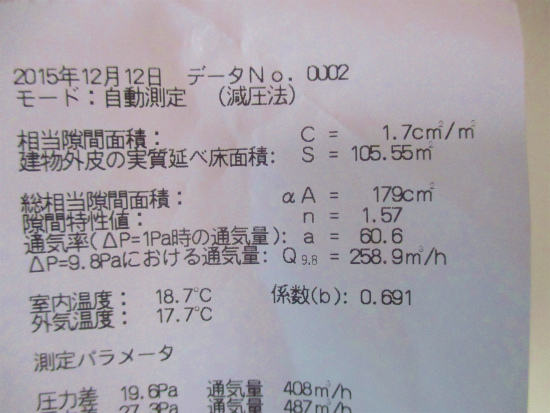 2015年12月12日 データNo. 0002
モード：自動測定 （減圧法）
相当隙間面積： C = 1.7c㎡/㎡
建物外皮の実質延べ床面積: S = 105.55㎡
総相当隙間面積： αA = 179c㎡
隙間特性値： n = 1.57
通気率(ΔP=1Pa時の通気量): a = 60.6
ΔP=9.8Paにおける通気量: Q9.8 = 258.9㎥/h
室内温度： 18.7℃ 係数(b): 0.691
外気温度： 17.7℃
測定パラメータ
圧力差 19.6Pa 通気量 408㎥/h
27.3Pa 通気量 487㎥/h